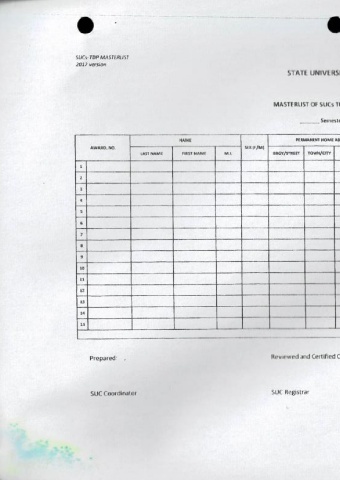 SUCs-TDP MASTERLIST
2017 version
STATE UNIVERSI
MASTERLIST OF SUCs T
Semeste
AWARD. NO.
NAME
LAST NAME
FIRST NAME
M.I.
Sex (F/M)
PERMANENT HOME AD
BRGY/STREET
TOWN/CITY
1
2
3
4
5
6
7
8
9
10
11
12
13
14
15
Prepared:
Reviewed and Certified C
SUC Coordinator
SUC Registrar